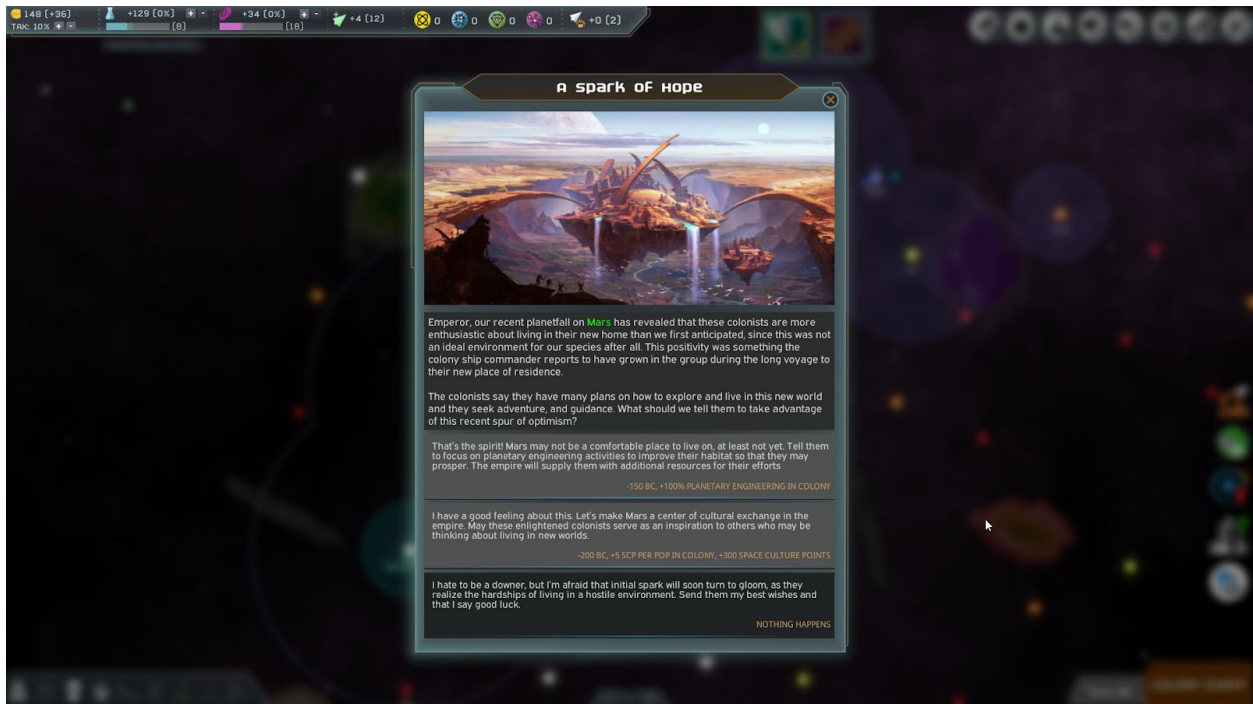 148 (+36) +129 (0%) + - +34 (0%) + - +4 (12) 0 0 0 0 +0 (2)
TAX: 10% + - (8) (18)
A SPARK OF HOPE
Emperor, our recent planetfall on Mars has revealed that these colonists are more
enthusiastic about living in their new home than we first anticipated, since this was not
an ideal environment for our species after all. This positivity was something the
colony ship commander reports to have grown in the group during the long voyage to
their new place of residence.
The colonists say they have many plans on how to explore and live in this new world
and they seek adventure, and guidance. What should we tell them to take advantage
of this recent spur of optimism?
That's the spirit! Mars may not be a comfortable place to live on, at least not yet. Tell them
to focus on planetary engineering activities to improve their habitat so that they may
prosper. The empire will supply them with additional resources for their efforts
-150 BC, +100% PLANETARY ENGINEERING IN COLONY
I have a good feeling about this. Let's make Mars a center of cultural exchange in the
empire. May these enlightened colonists serve as an inspiration to others who may be
thinking about living in new worlds.
-200 BC, +5 SCP PER POP IN COLONY, +300 SPACE CULTURE POINTS
I hate to be a downer, but I'm afraid that initial spark will soon turn to gloom, as they
realize the hardships of living in a hostile environment. Send them my best wishes and
that I say good luck.
NOTHING HAPPENS